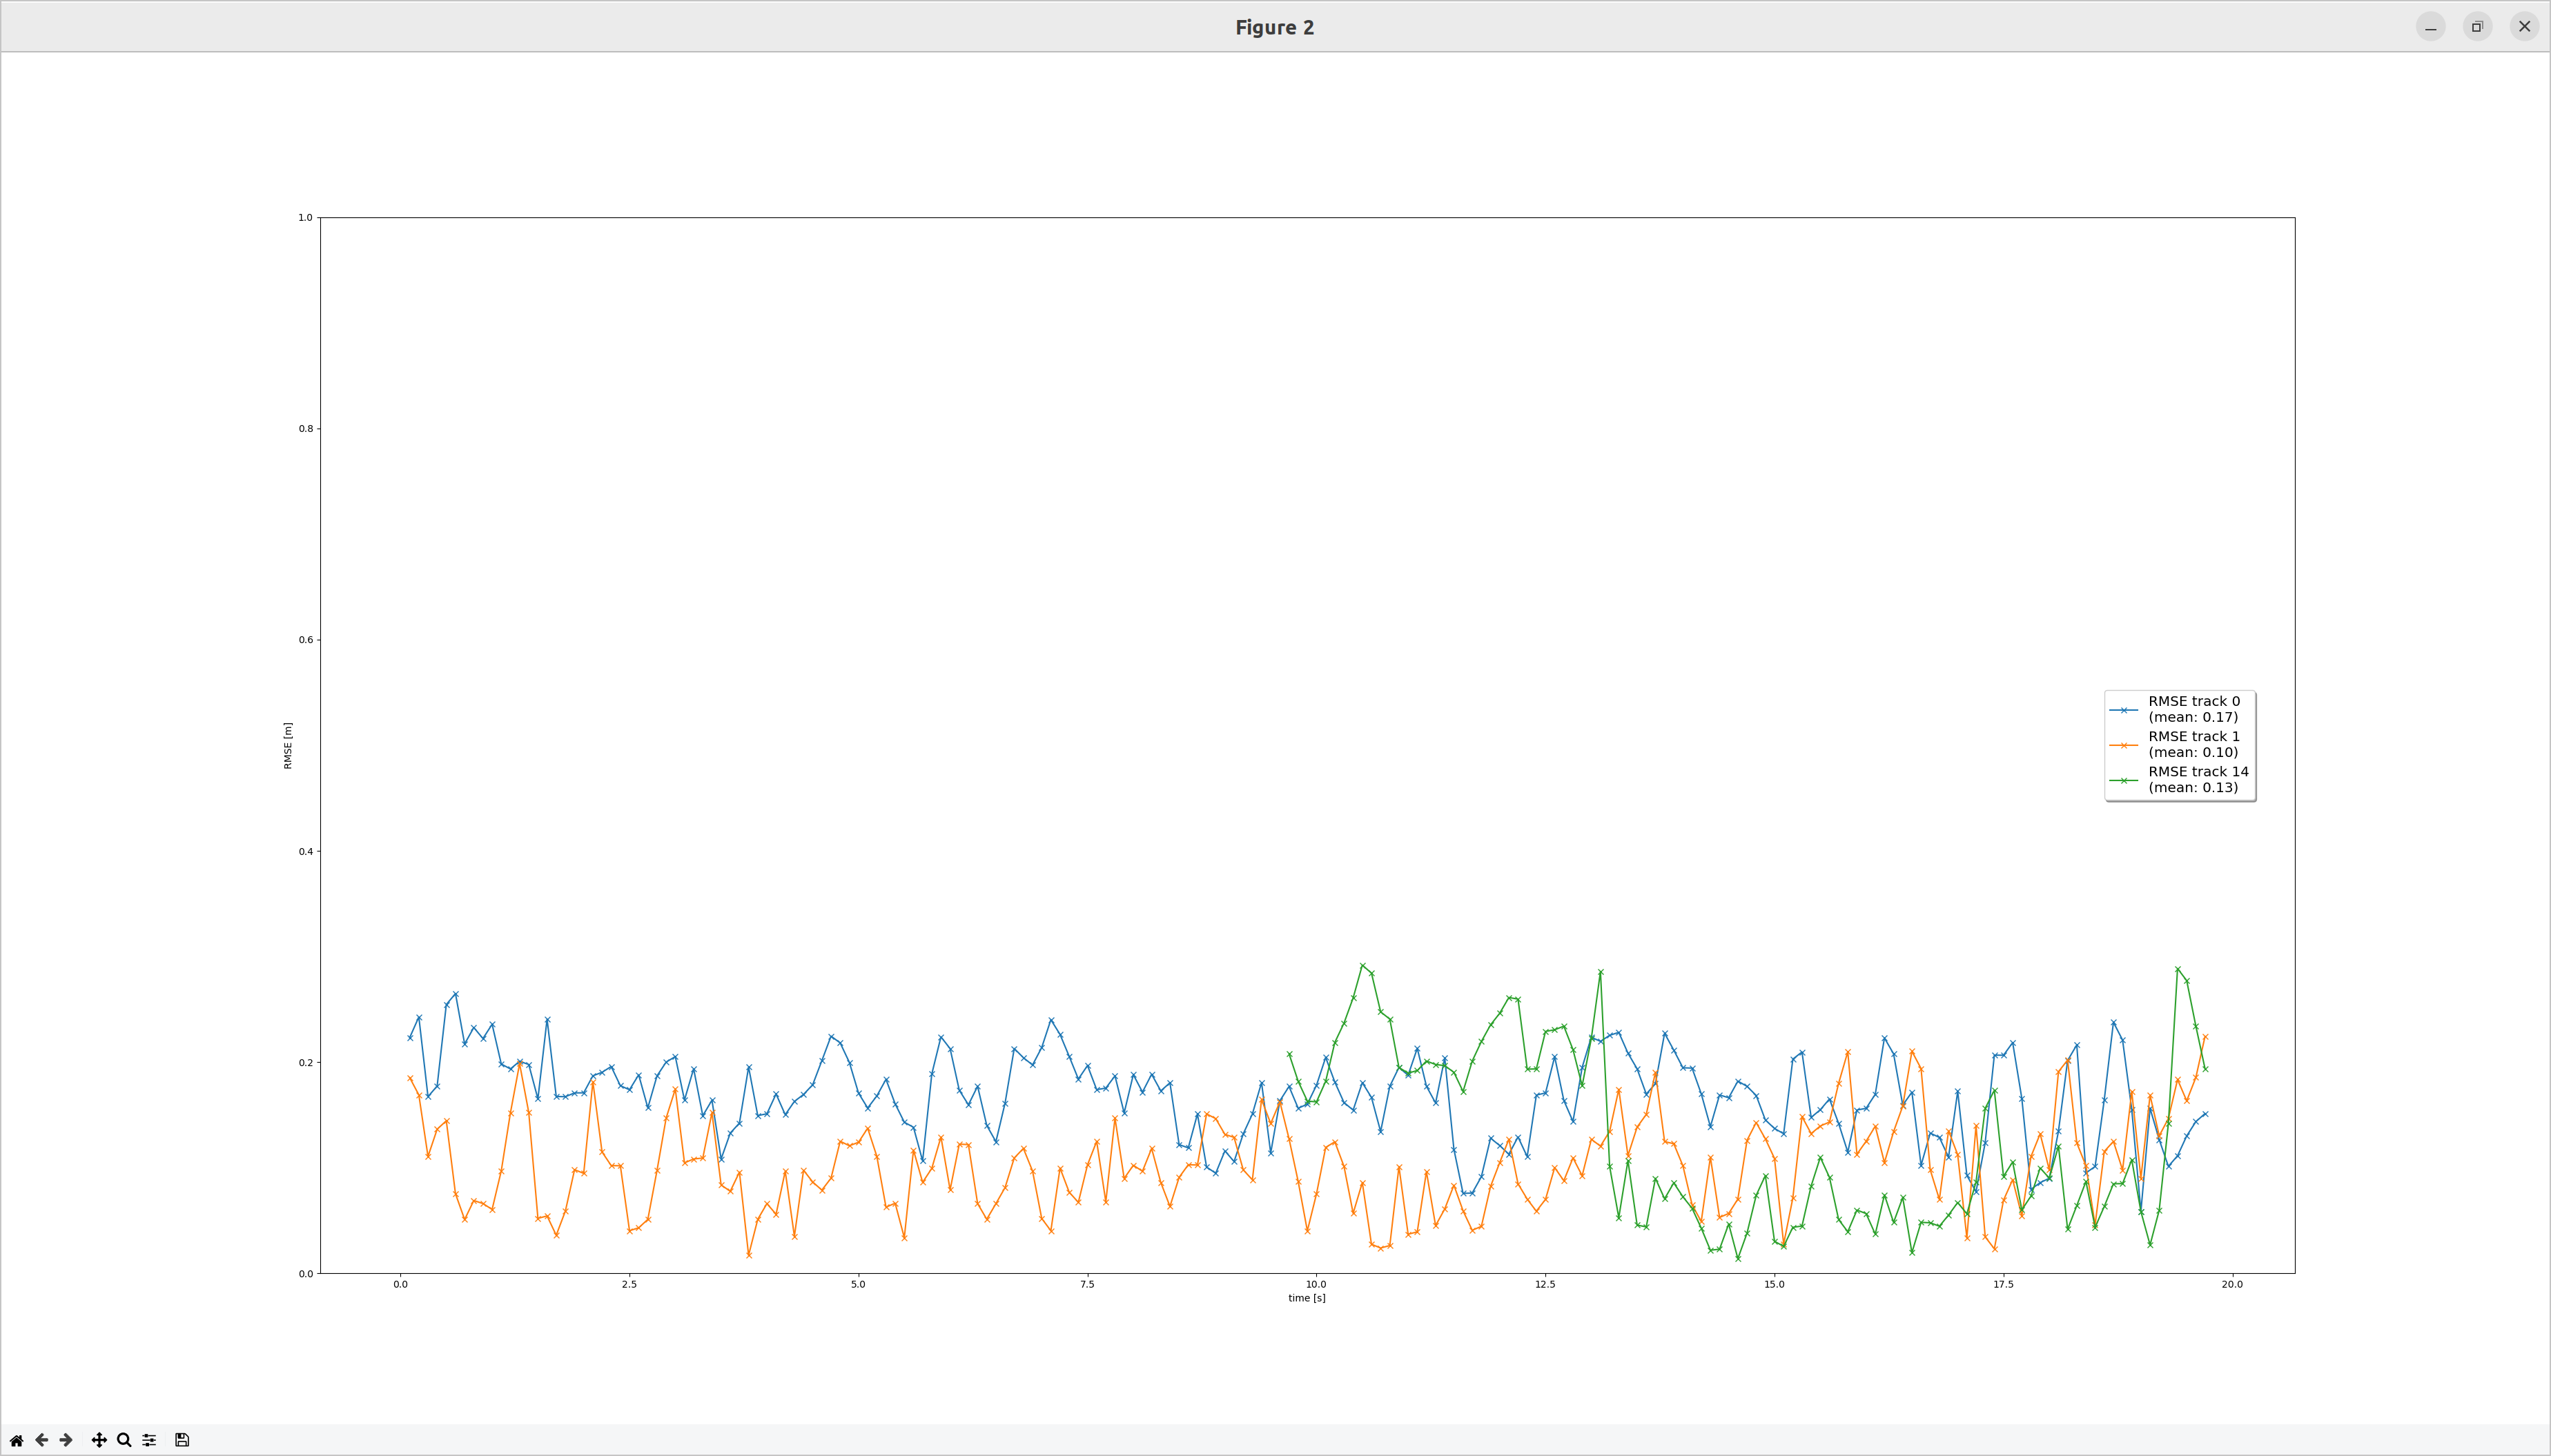 Figure 2
1.0
0.8
0.6
0.4
0.2
0.0
RMSE [m]
RMSE track 0
(mean: 0.17)
RMSE track 1
(mean: 0.10)
RMSE track 14
(mean: 0.13)
0.0 2.5 5.0 7.5 10.0 12.5 15.0 17.5 20.0
time [s]